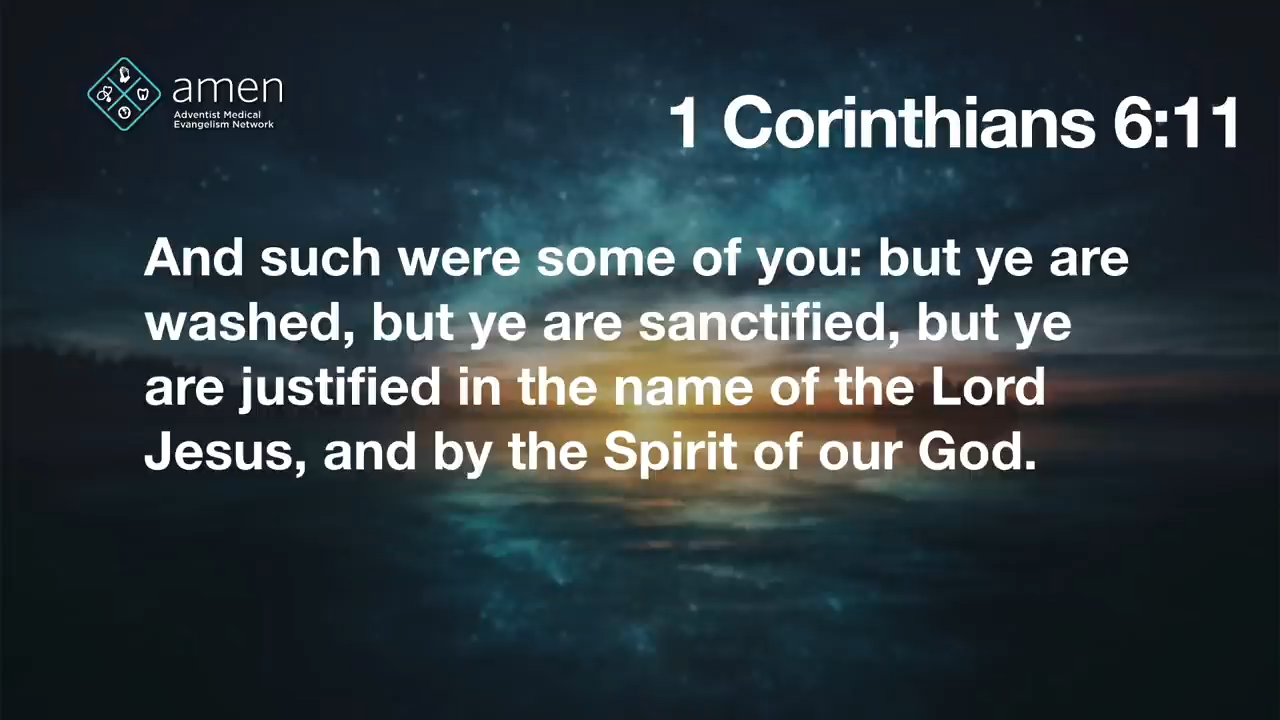 amen
Adventist Medical
Evangelism Network
1 Corinthians 6:11
And such were some of you: but ye are
washed, but ye are sanctified, but ye
are justified in the name of the Lord
Jesus, and by the Spirit of our God.